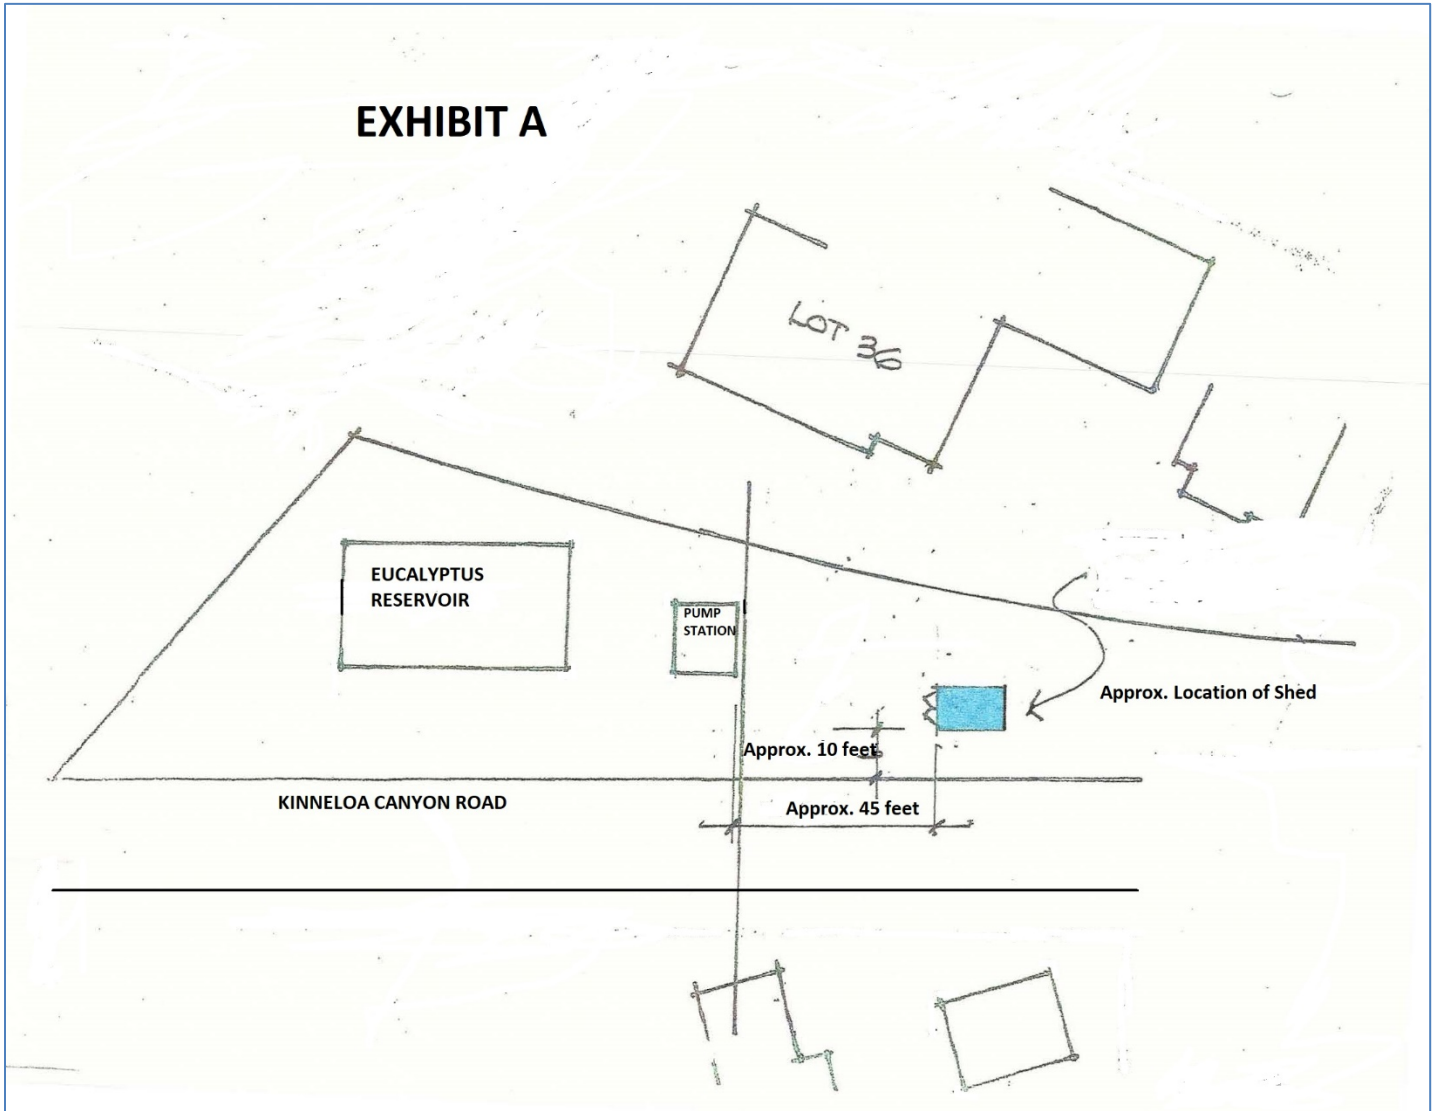 EXHIBIT A
LOT 36
EUCALYPTUS
RESERVOIR
PUMP
STATION
Approx. Location of Shed
Approx. 10 feet
KINNELOA CANYON ROAD
Approx. 45 feet